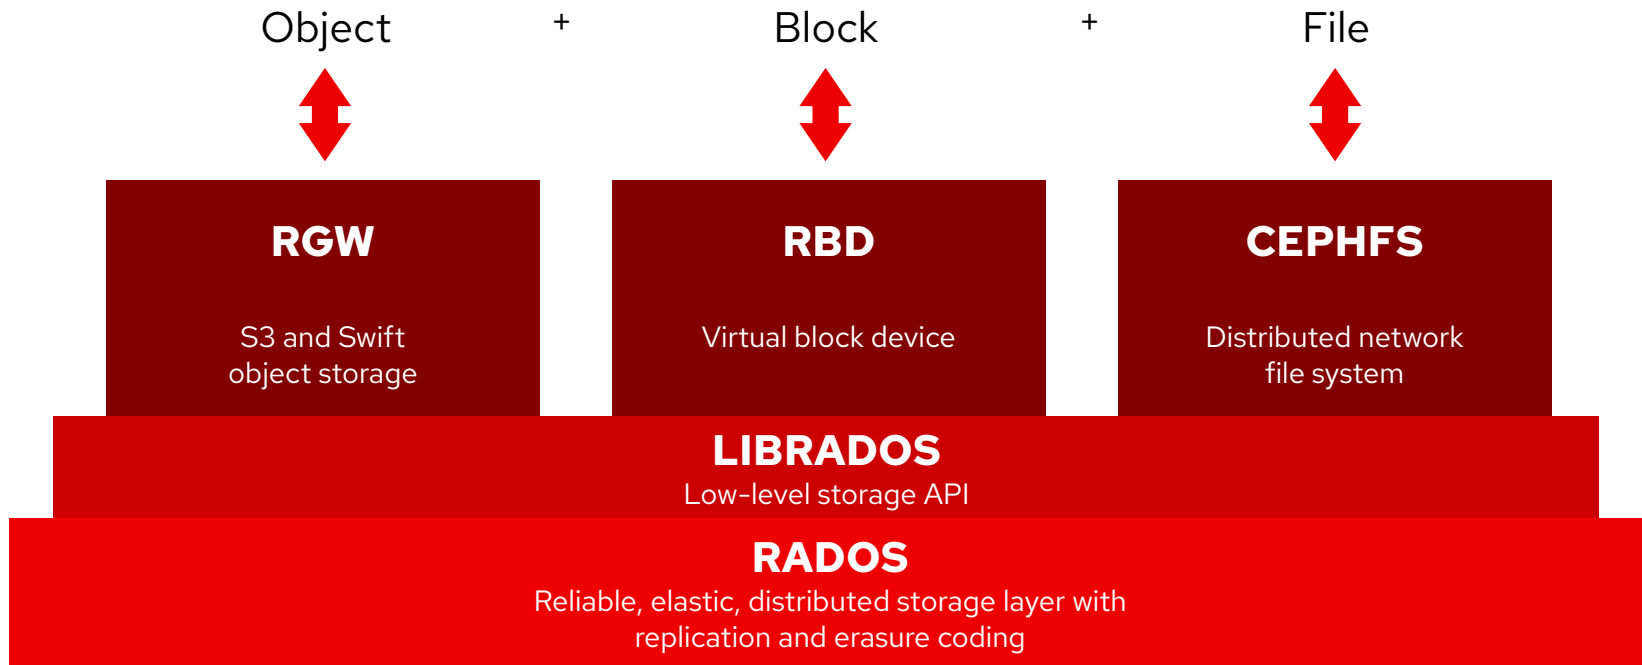 Object + Block + File
RGW
S3 and Swift
object storage
RBD
Virtual block device
CEPHFS
Distributed network
file system
LIBRADOS
Low-level storage API
RADOS
Reliable, elastic, distributed storage layer with
replication and erasure coding